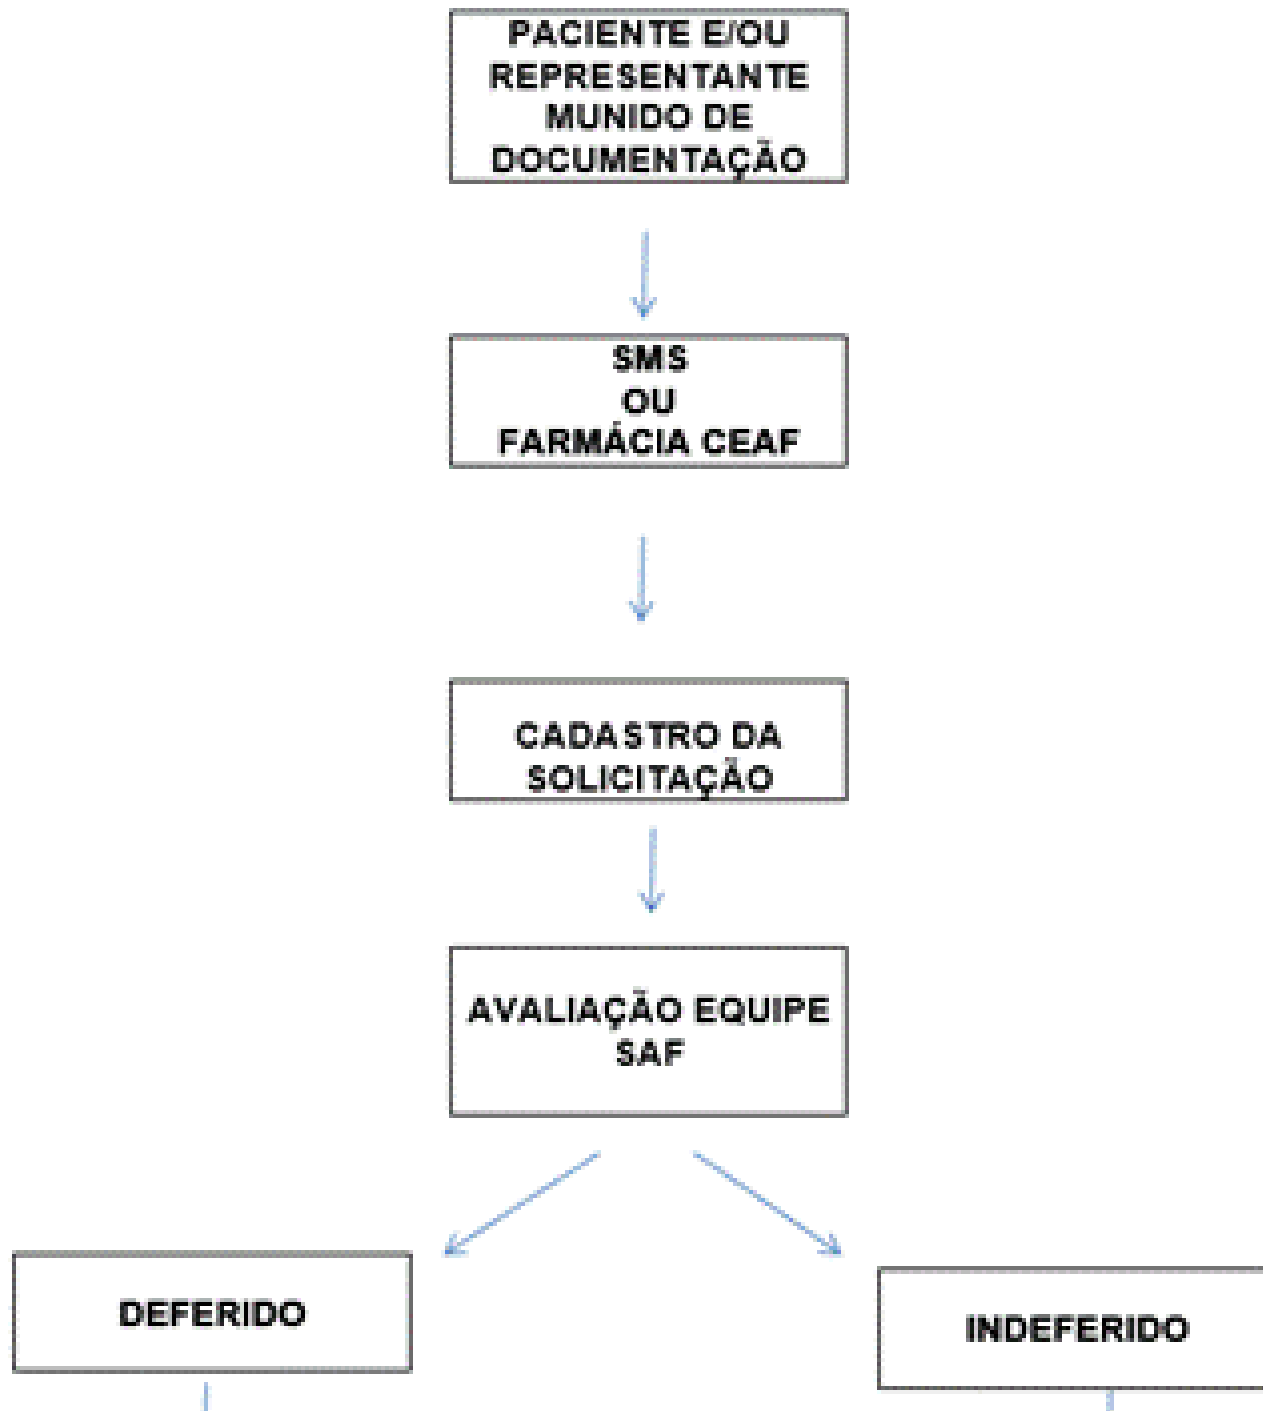 PACIENTE E/OU
REPRESENTANTE
MUNIDO DE
DOCUMENTAÇÃO
SMS
OU
FARMÁCIA CEAF
CADASTRO DA
SOLICITAÇÃO
AVALIAÇÃO EQUIPE
SAF
DEFERIDO
INDEFERIDO